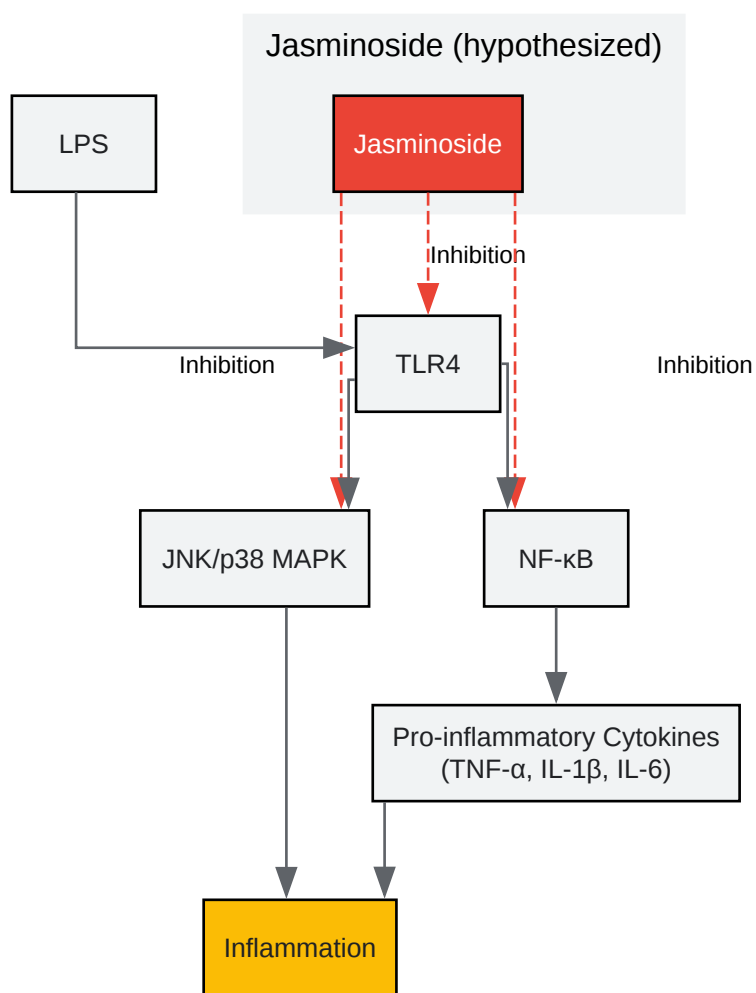 Jasminoside (hypothesized)
LPS
Jasminoside
Inhibition
TLR4
Inhibition
Inhibition
JNK/p38 MAPK
NF-κB
Pro-inflammatory Cytokines
(TNF-α, IL-1β, IL-6)
Inflammation